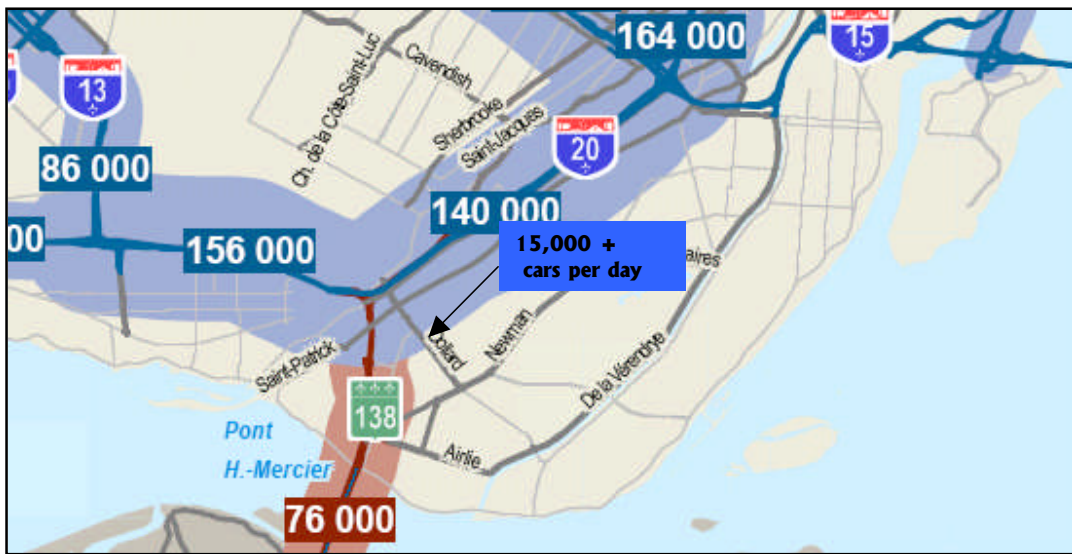 164 000
15
13
Ch. de la Côte-Saint-Luc
Cavendish
Sherbrooke
Saint-Jacques
20
86 000
140 000
00
156 000
15,000 +
cars per day
aires
Newman
Dollard
Saint-Patrick
De la Vérendrye
138
Pont
H.-Mercier
Airlie
76 000